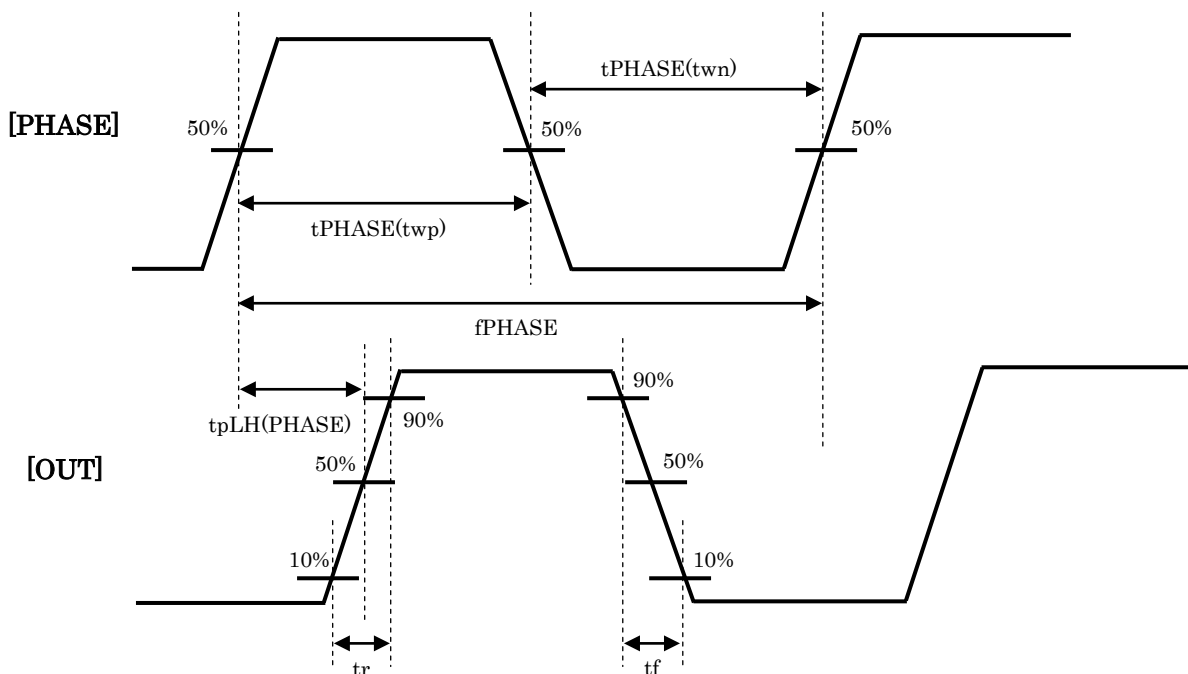 tPHASE(twn)
[PHASE]
50%
50%
50%
tPHASE(twp)
fPHASE
90%
tpLH(PHASE)
90%
[OUT]
50%
50%
10%
10%
tr
tf